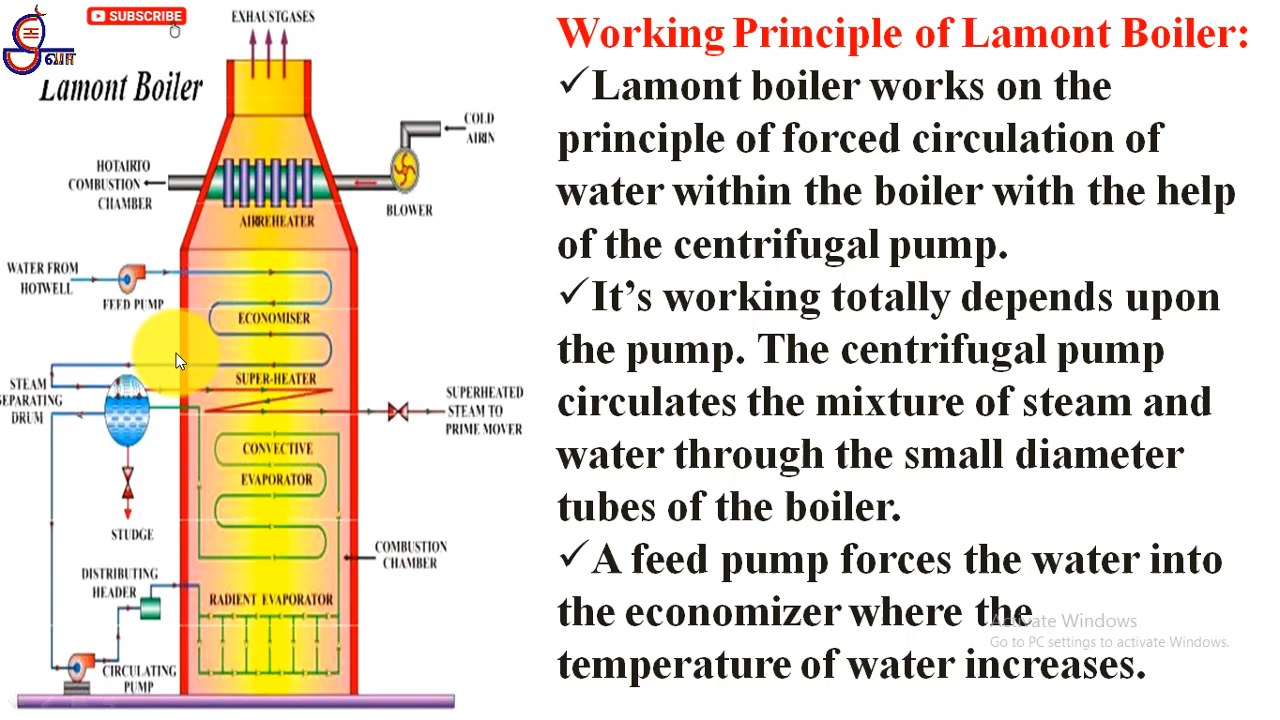 SUBSCRIBE
வா
Lamont Boiler
EXHAUSTGASES
COLD
AIRIN
HOTAIRTO
COMBUSTION
CHAMBER
BLOWER
AIRREHEATER
WATER FROM
HOTWELL
FEED PUMP
ECONOMISER
SUPER-HEATER
STEAM
SEPARATING
DRUM
SUPERHEATED
STEAM TO
PRIME MOVER
CONVECTIVE
EVAPORATOR
STUDGE
COMBUSTION
CHAMBER
DISTRIBUTING
HEADER
RADIENT EVAPORATOR
CIRCULATING
PUMP
Working Principle of Lamont Boiler:
✓Lamont boiler works on the
principle of forced circulation of
water within the boiler with the help
of the centrifugal pump.
✓It’s working totally depends upon
the pump. The centrifugal pump
circulates the mixture of steam and
water through the small diameter
tubes of the boiler.
✓A feed pump forces the water into
the economizer where the
temperature of water increases.
Activate Windows
Go to PC settings to activate Windows.